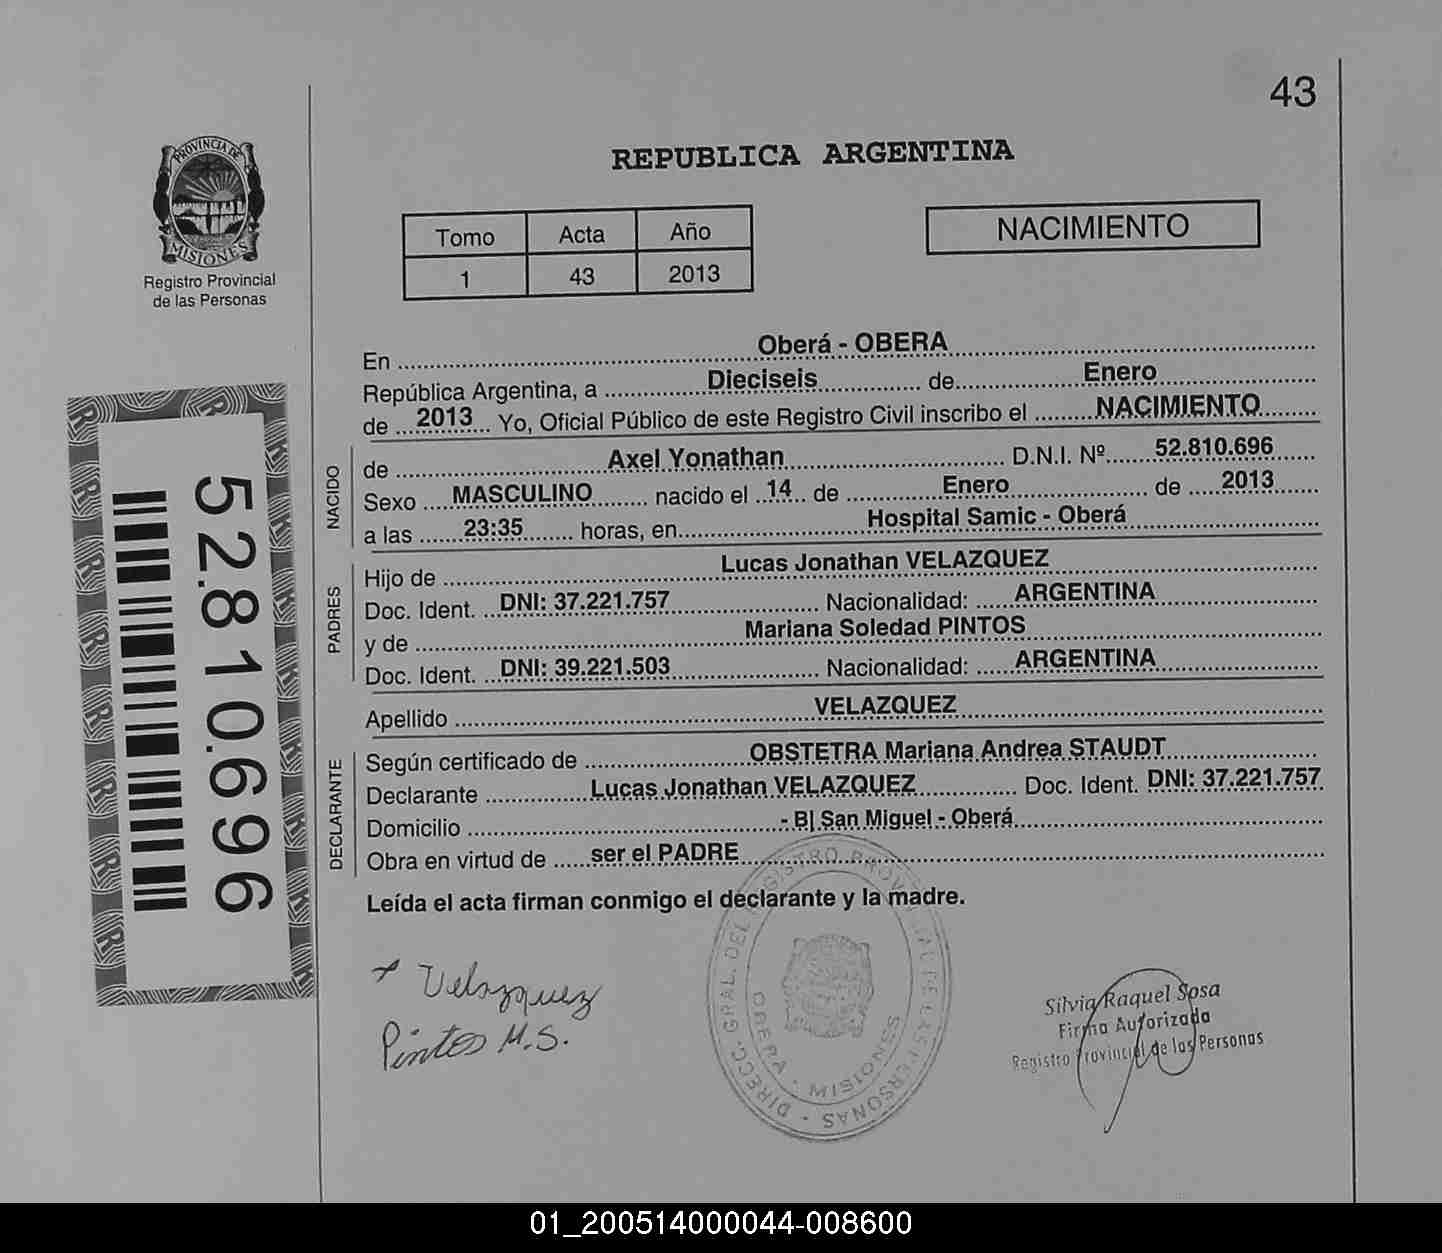 43
PROVINCIA DE
MISIONES
Registro Provincial
de las Personas
REPUBLICA ARGENTINA
Tomo Acta Año
1 43 2013
NACIMIENTO
En Oberá - OBERA
República Argentina, a Dieciseis de Enero
de 2013 Yo, Oficial Público de este Registro Civil inscribo el NACIMIENTO
NACIDO
de Axel Yonathan D.N.I. Nº 52.810.696
Sexo MASCULINO nacido el 14 de Enero de 2013
a las 23:35 horas, en Hospital Samic - Oberá
PADRES
Hijo de Lucas Jonathan VELAZQUEZ
Doc. Ident. DNI: 37.221.757 Nacionalidad: ARGENTINA
y de Mariana Soledad PINTOS
Doc. Ident. DNI: 39.221.503 Nacionalidad: ARGENTINA
Apellido VELAZQUEZ
DECLARANTE
Según certificado de OBSTETRA Mariana Andrea STAUDT
Declarante Lucas Jonathan VELAZQUEZ Doc. Ident. DNI: 37.221.757
Domicilio - B| San Miguel - Oberá
Obra en virtud de ser el PADRE
Leída el acta firman conmigo el declarante y la madre.
52.810.696
Velazquez
Pintos M.S.
DIRECC. GRAL. DEL REGISTRO PROVINCIAL DE LAS PERSONAS -
OBERA - MISIONES
Silvia Raquel Sosa
Firma Autorizada
Registro Provincial de las Personas
01_200514000044-008600